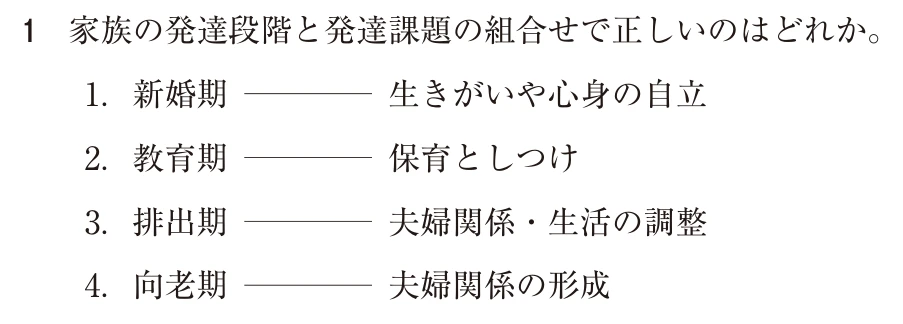 1 家族の発達段階と発達課題の組合せで正しいのはどれか。
1. 新婚期 ――― 生きがいや心身の自立
2. 教育期 ――― 保育としつけ
3. 排出期 ――― 夫婦関係・生活の調整
4. 向老期 ――― 夫婦関係の形成